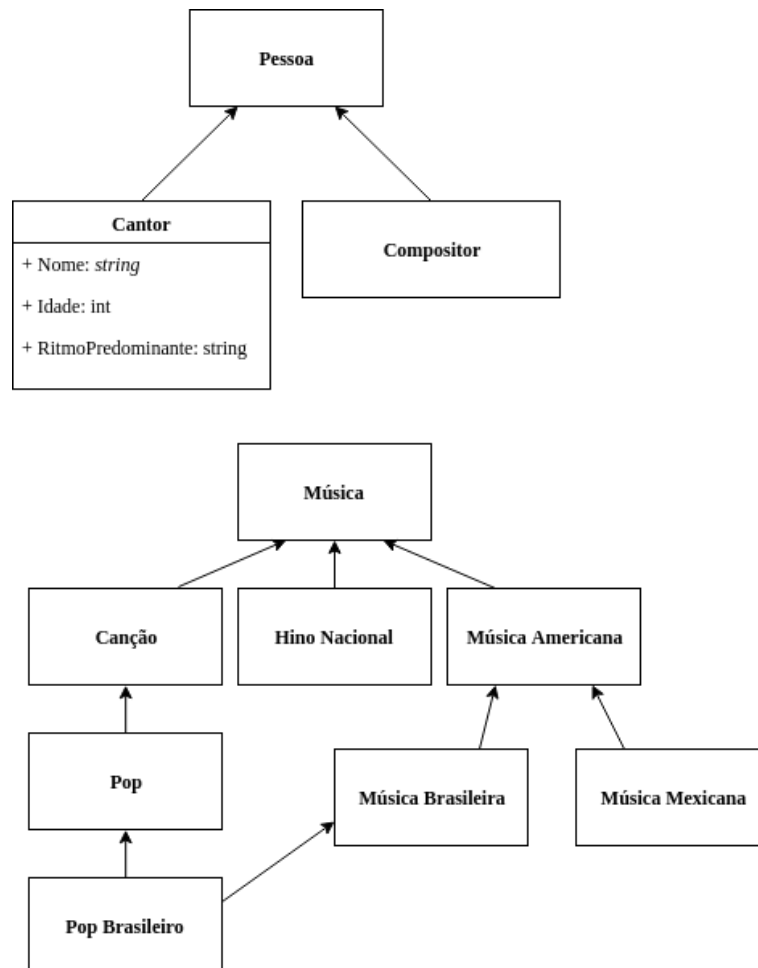 Pessoa
Cantor
+ Nome: string
+ Idade: int
+ RitmoPredominante: string
Compositor
Música
Canção
Hino Nacional
Música Americana
Pop
Música Brasileira
Música Mexicana
Pop Brasileiro